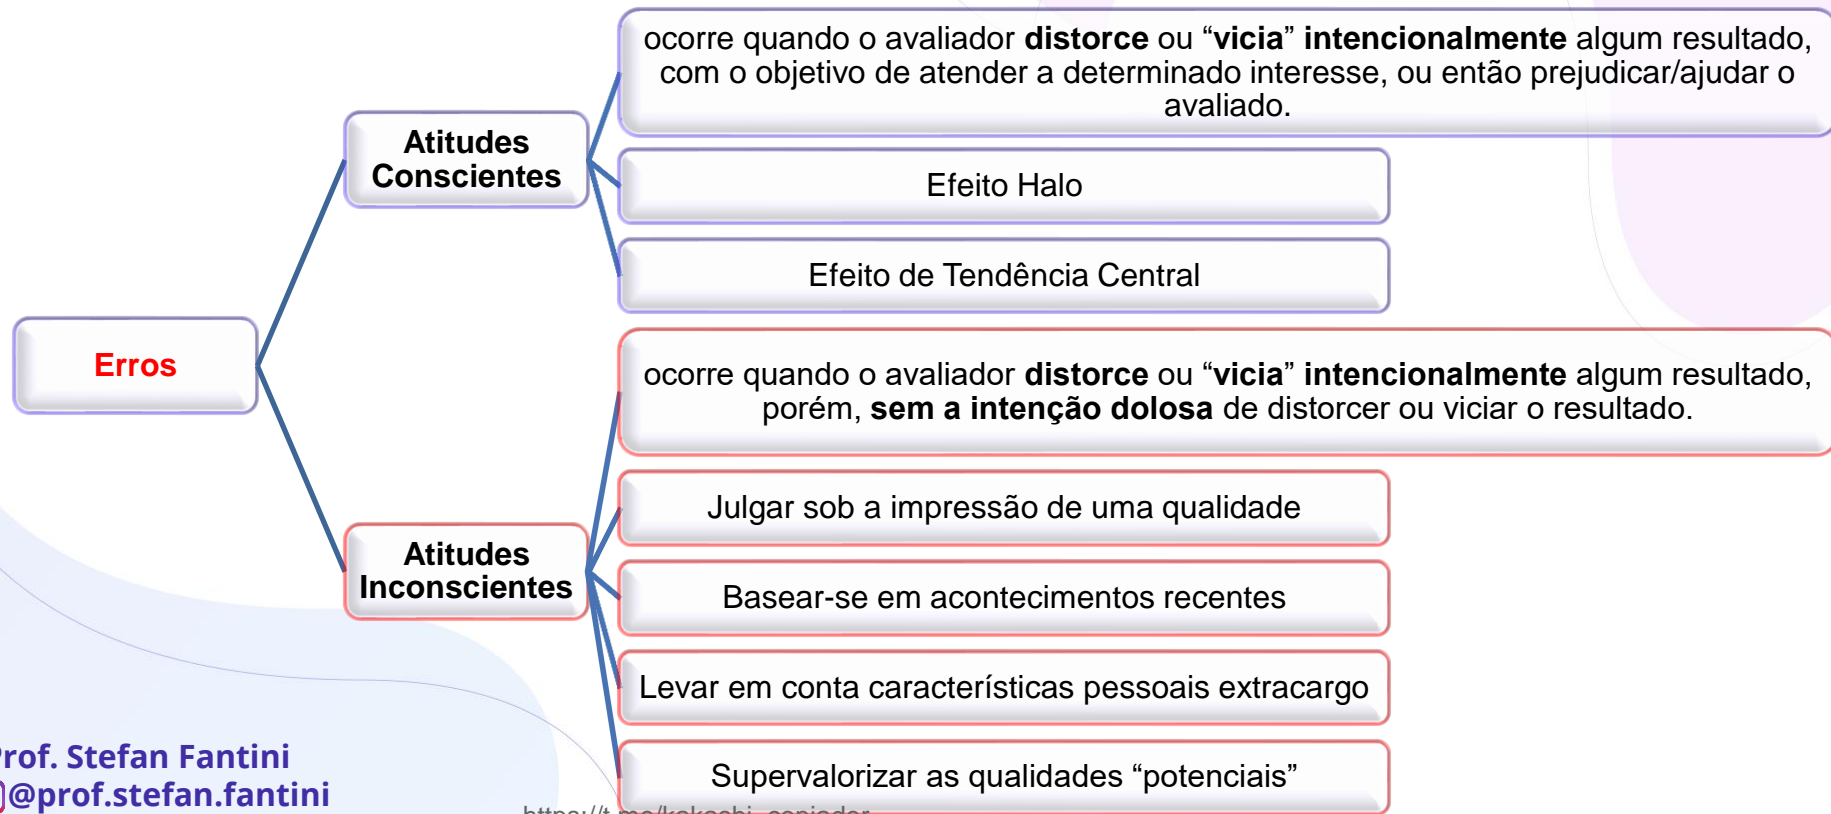 ocorre quando o avaliador distorce ou “vicia” intencionalmente algum resultado,
com o objetivo de atender a determinado interesse, ou então prejudicar/ajudar o
avaliado.
Atitudes
Conscientes
Efeito Halo
Efeito de Tendência Central
Erros
ocorre quando o avaliador distorce ou “vicia” intencionalmente algum resultado,
porém, sem a intenção dolosa de distorcer ou viciar o resultado.
Julgar sob a impressão de uma qualidade
Atitudes
Inconscientes
Basear-se em acontecimentos recentes
Levar em conta características pessoais extracargo
Supervalorizar as qualidades “potenciais”
Prof. Stefan Fantini
@prof.stefan.fantini